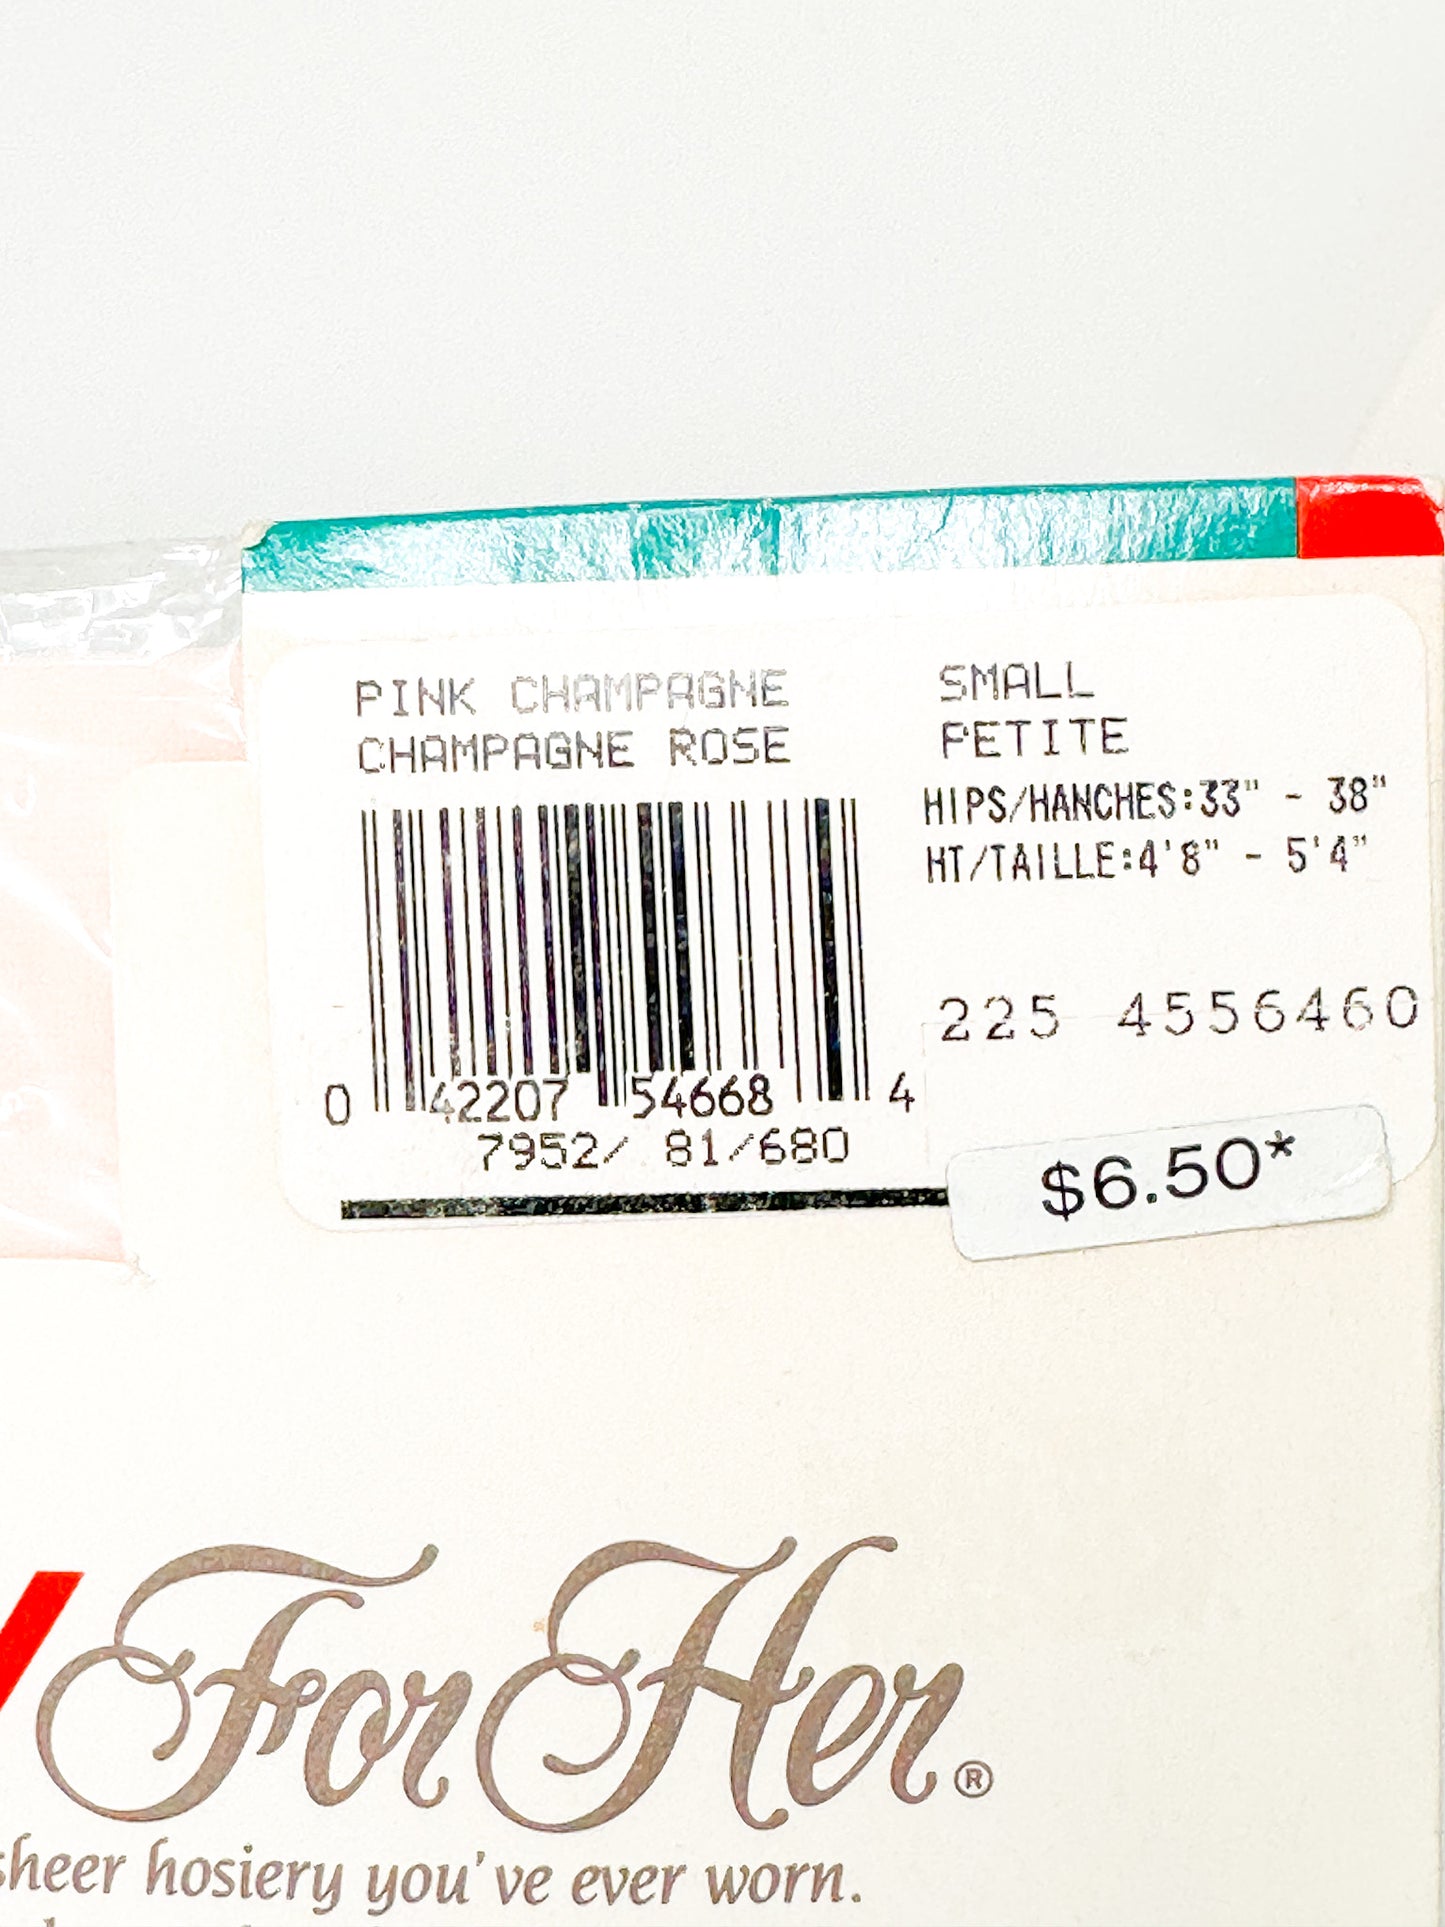 PINK CHAMPAGNE
CHAMPAGNE ROSE
SMALL
PETITE
HIPS/HANCHES:33" - 38"
HT/TAILLE:4'8" - 5'4"
225 4556460
0 42207 54668 4
7952/ 81/680
$6.50*
For Her®
sheer hosiery you've ever worn.